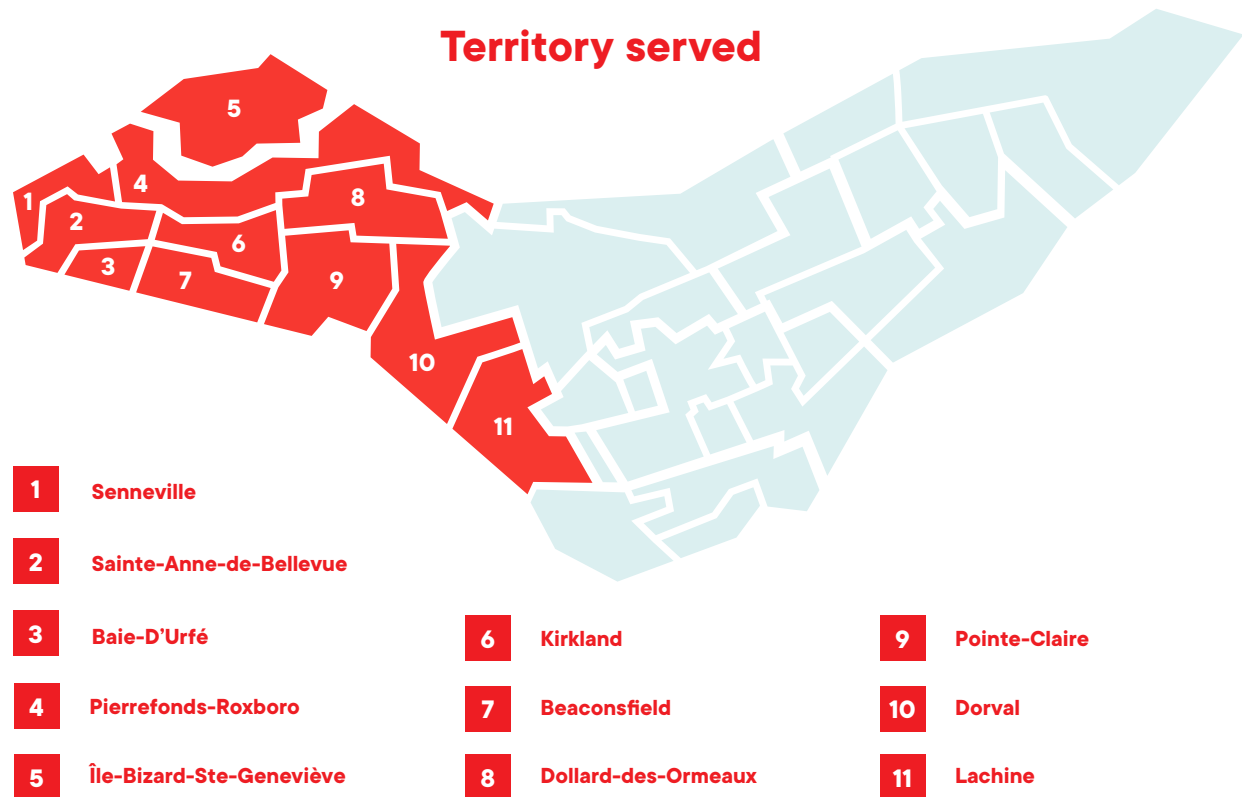 Territory served
5
4
1
8
2
6
3
7
9
10
11
1 Senneville
2 Sainte-Anne-de-Bellevue
3 Baie-D’Urfé
4 Pierrefonds-Roxboro
5 Île-Bizard-Ste-Geneviève
6 Kirkland
7 Beaconsfield
8 Dollard-des-Ormeaux
9 Pointe-Claire
10 Dorval
11 Lachine